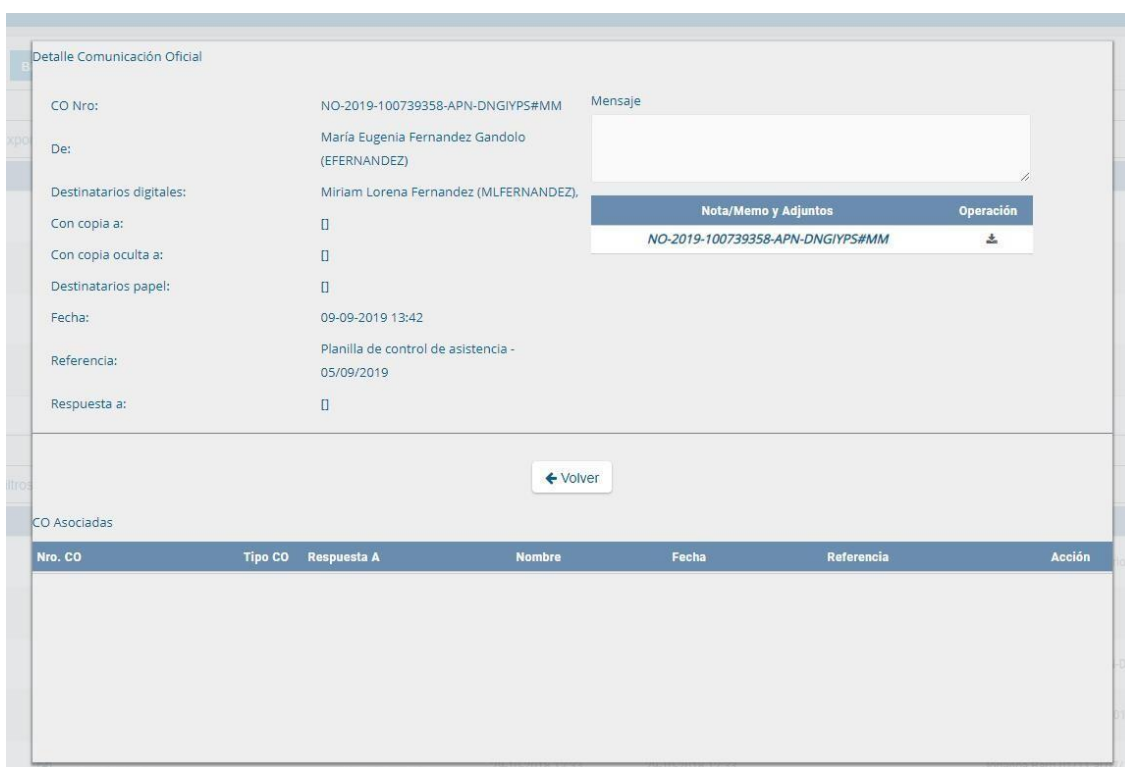 Detalle Comunicación Oficial
CO Nro:
NO-2019-100739358-APN-DNGIYPS#MM
De:
María Eugenia Fernandez Gandolo
(EFERNANDEZ)
Destinatarios digitales:
Miriam Lorena Fernandez (MLFERNANDEZ),
Con copia a:
[]
Con copia oculta a:
[]
Destinatarios papel:
[]
Fecha:
09-09-2019 13:42
Referencia:
Planilla de control de asistencia -
05/09/2019
Respuesta a:
[]
Mensaje
Nota/Memo y Adjuntos Operación
NO-2019-100739358-APN-DNGIYPS#MM
Volver
CO Asociadas
Nro. CO Tipo CO Respuesta A Nombre Fecha Referencia Acción